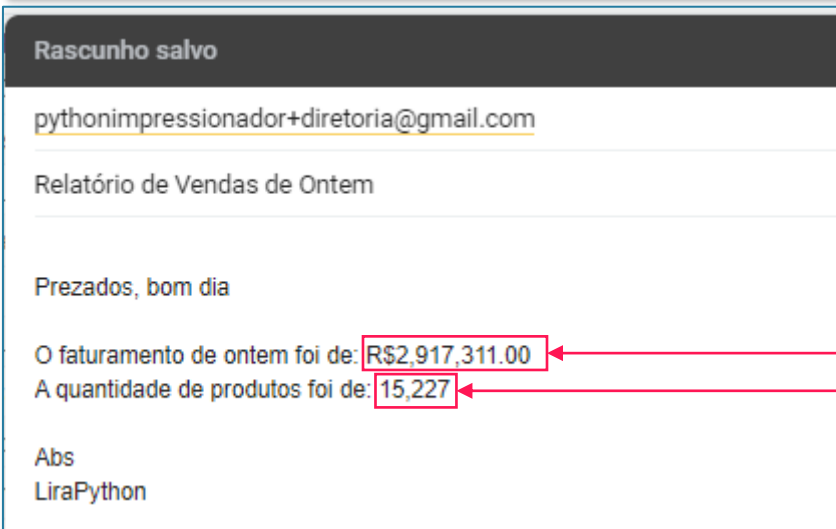 Rascunho salvo
pythonimpressionador+diretoria@gmail.com
Relatório de Vendas de Ontem
Prezados, bom dia
O faturamento de ontem foi de: R$2,917,311.00
A quantidade de produtos foi de: 15,227
Abs
LiraPython